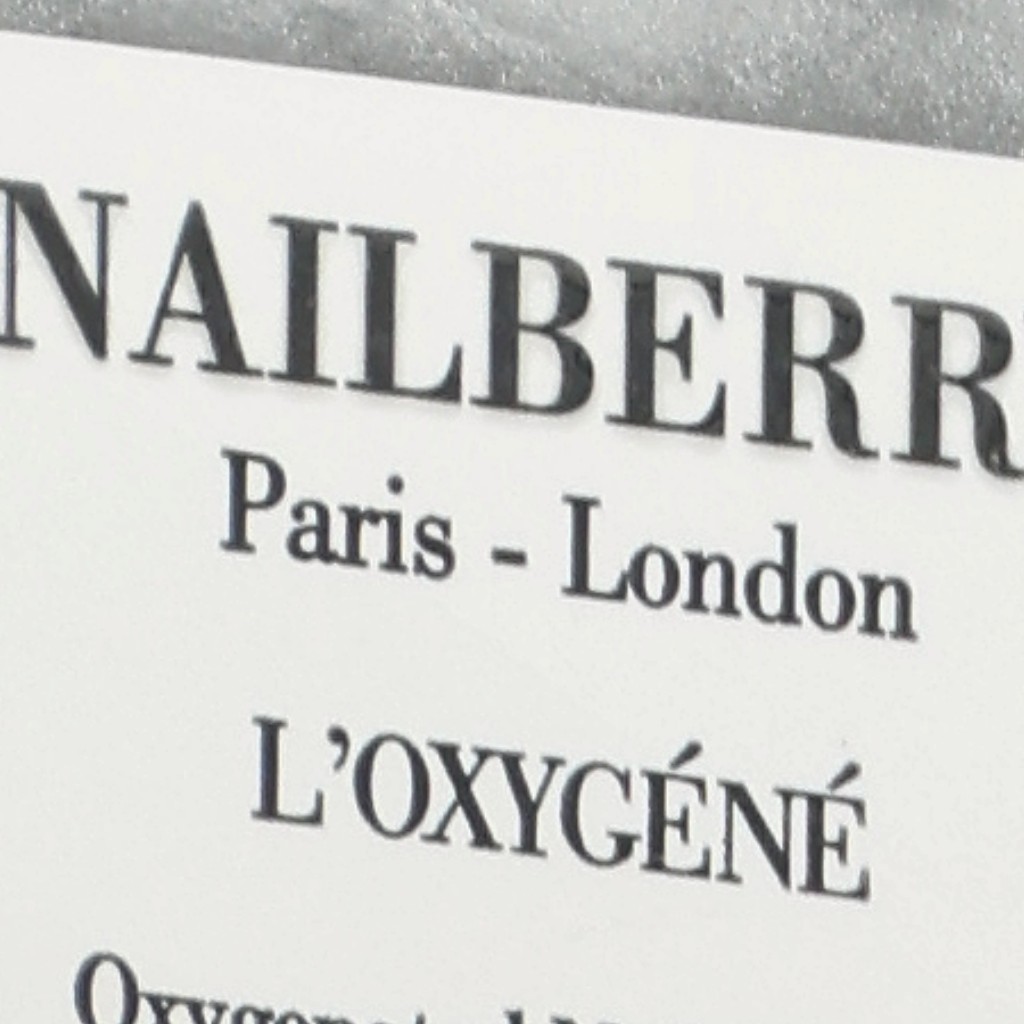 NAILBERR
Paris - London
L'OXYGÉNÉ